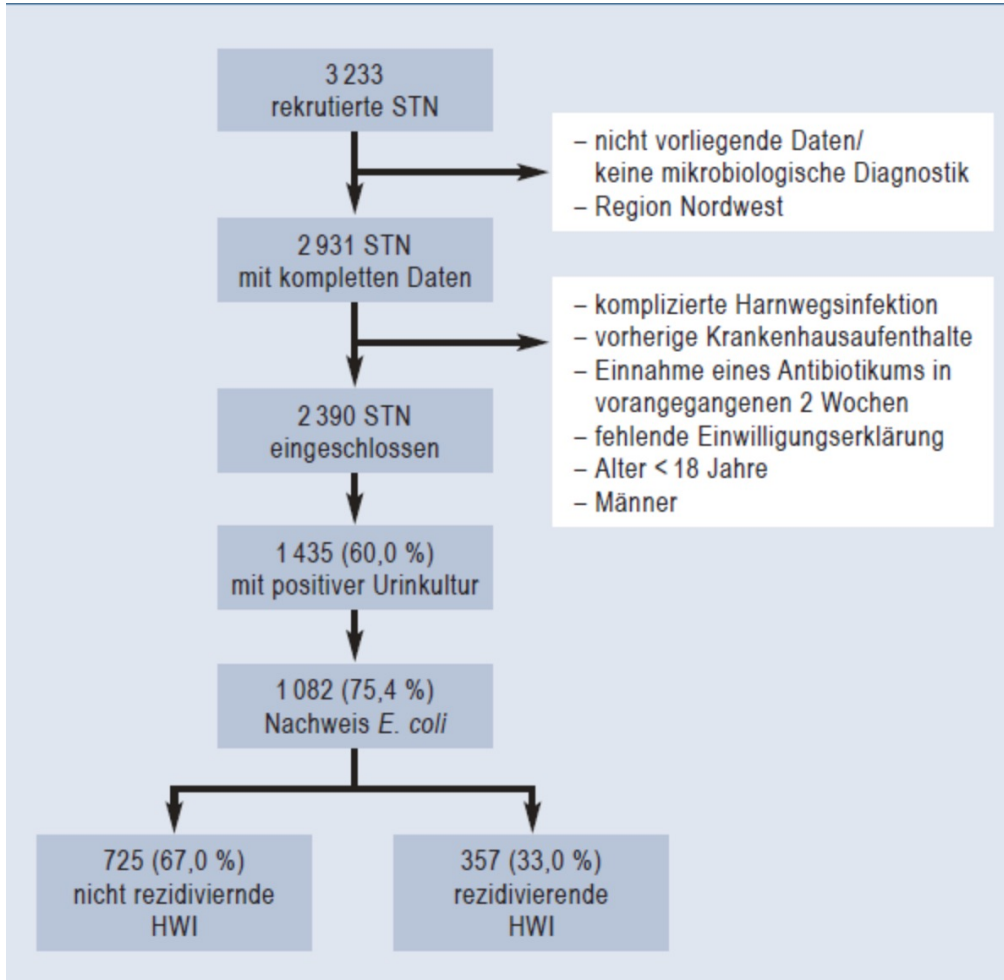 3 233
rekrutierte STN
– nicht vorliegende Daten/
keine mikrobiologische Diagnostik
– Region Nordwest
2 931 STN
mit kompletten Daten
– komplizierte Harnwegsinfektion
– vorherige Krankenhausaufenthalte
– Einnahme eines Antibiotikums in
vorangegangenen 2 Wochen
– fehlende Einwilligungserklärung
– Alter < 18 Jahre
– Männer
2 390 STN
eingeschlossen
1 435 (60,0 %)
mit positiver Urinkultur
1 082 (75,4 %)
Nachweis E. coli
725 (67,0 %)
nicht rezidiviernde
HWI
357 (33,0 %)
rezidivierende
HWI